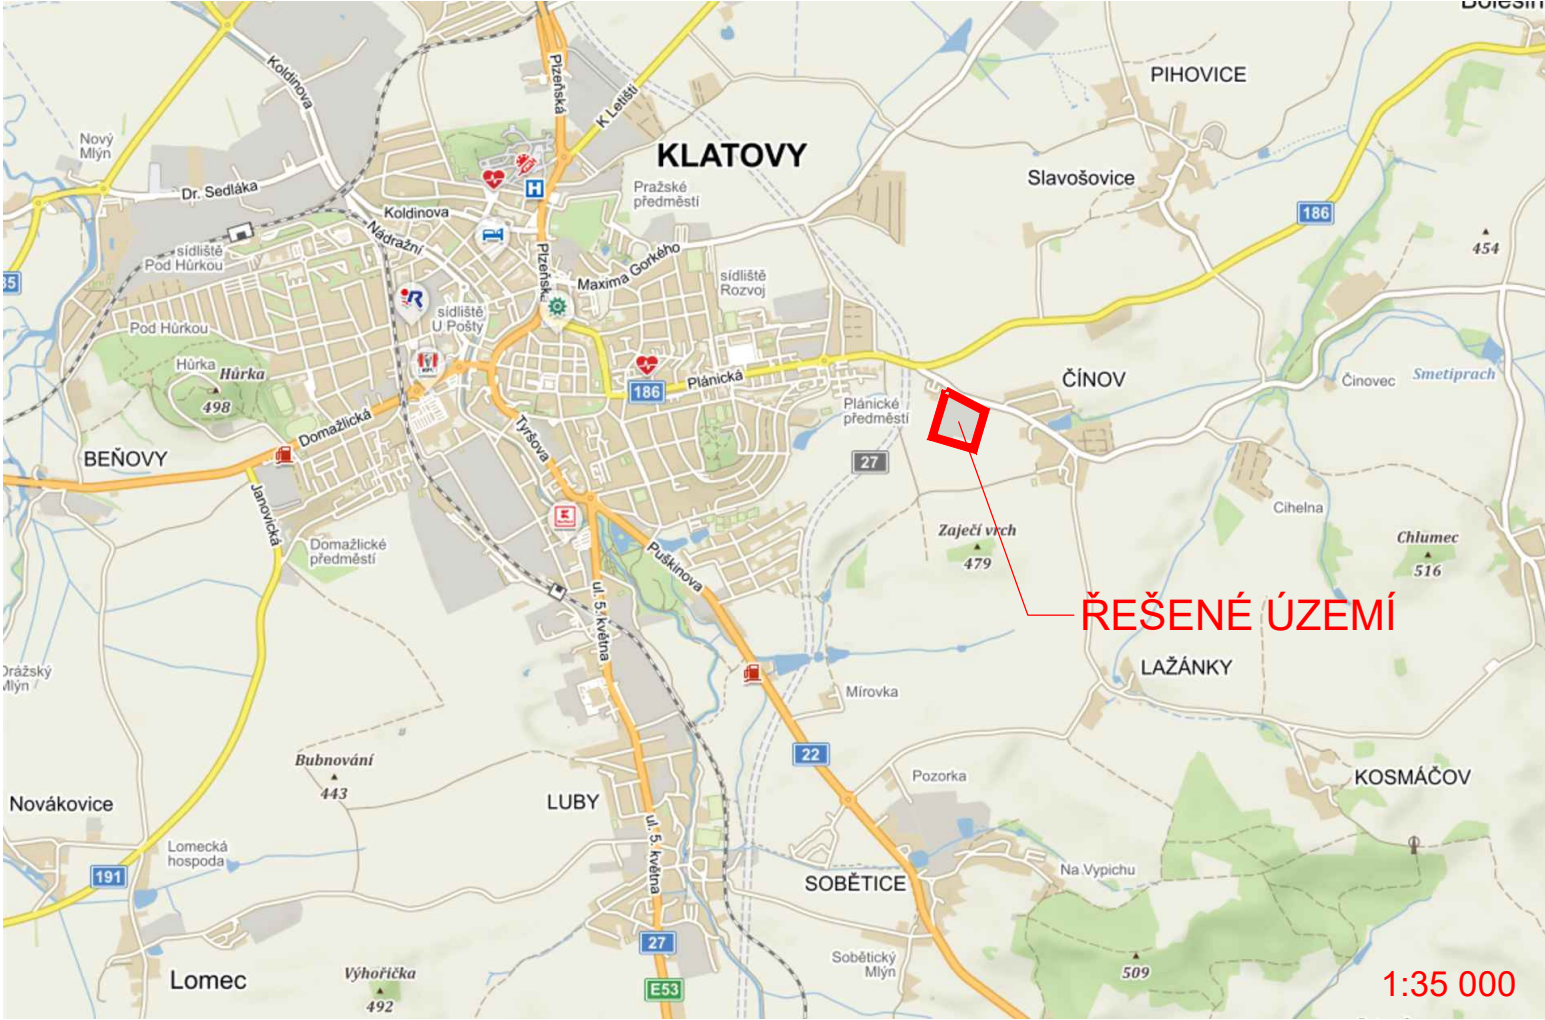 PIHOVICE
Koldinova
Plzeňská
K Letišti
Nový
Mlýn
KLATOVY
Slavošovice
Dr. Sedláka
H
Pražské
předměstí
Koldinova
186
Nádražní
454
sídliště
Pod Hůrkou
Maxima Gorkého
sídliště
Rozvoj
R
sídliště
U Pošty
Pod Hůrkou
Hůrka
Hůrka
498
186
Plánická
ČÍNOV
Činovec
Smetiprach
Plánické
předměstí
Domažlická
Tyršova
BEŇOVY
27
Janovická
Cihelna
Zaječí vrch
479
Chlumec
516
Domažlické
předměstí
Puškinova
ul. 5. května
ŘEŠENÉ ÚZEMÍ
LAŽÁNKY
Mírovka
22
Bubnování
443
Pozorka
KOSMÁČOV
Novákovice
LUBY
Lomecká
hospoda
ul. 5. května
191
Na Vypichu
SOBĚTICE
27
Sobětický
Mlýn
509
Lomec
Výhořička
492
E53
1:35 000